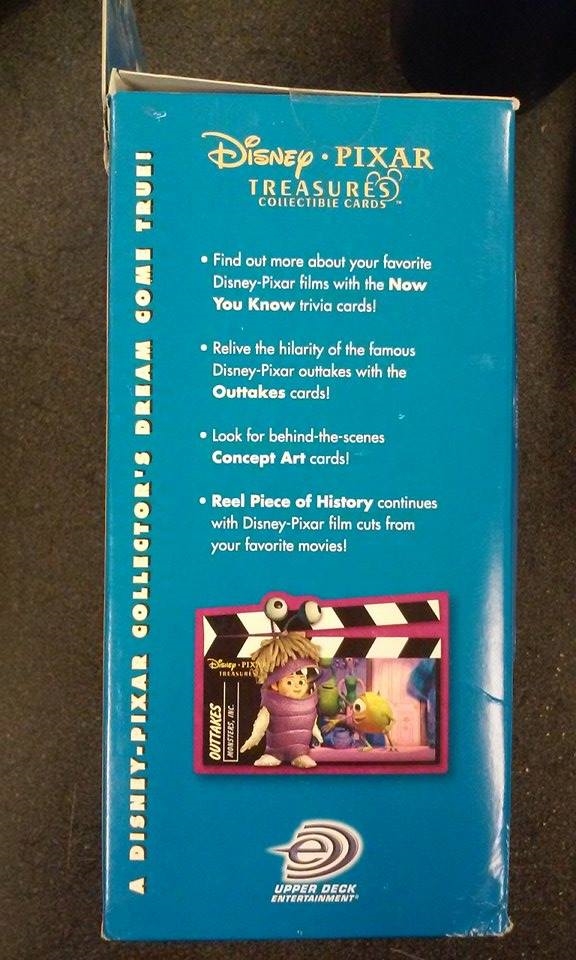 Disney · PIXAR
TREASURES™
COLLECTIBLE CARDS
A DISNEY-PIXAR COLLECTOR'S DREAM COME TRUE!
• Find out more about your favorite
Disney-Pixar films with the Now
You Know trivia cards!
• Relive the hilarity of the famous
Disney-Pixar outtakes with the
Outtakes cards!
• Look for behind-the-scenes
Concept Art cards!
• Reel Piece of History continues
with Disney-Pixar film cuts from
your favorite movies!
Disney · PIXAR
TREASURES
OUTTAKES
MONSTERS, INC.
e
UPPER DECK
ENTERTAINMENT®